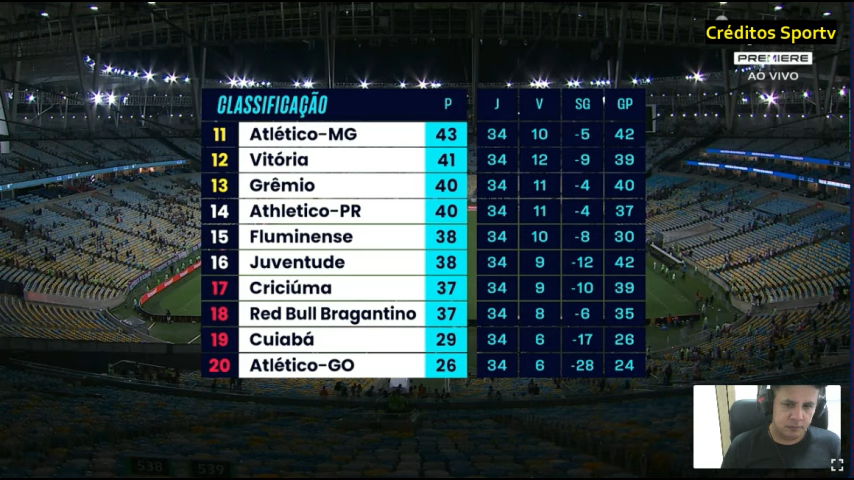 Créditos Sportv
PREMIERE
AO VIVO
CLASSIFICAÇÃO P J V SG GP
11 Atlético-MG 43 34 10 -5 42
12 Vitória 41 34 12 -9 39
13 Grêmio 40 34 11 -4 40
14 Athletico-PR 40 34 11 -4 37
15 Fluminense 38 34 10 -8 30
16 Juventude 38 34 9 -12 42
17 Criciúma 37 34 9 -10 39
18 Red Bull Bragantino 37 34 8 -6 35
19 Cuiabá 29 34 6 -17 26
20 Atlético-GO 26 34 6 -28 24
538 539